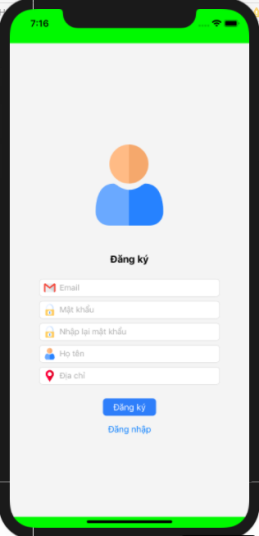 7:16
Đăng ký
Email
Mật khẩu
Nhập lại mật khẩu
Họ tên
Địa chỉ
Đăng ký
Đăng nhập